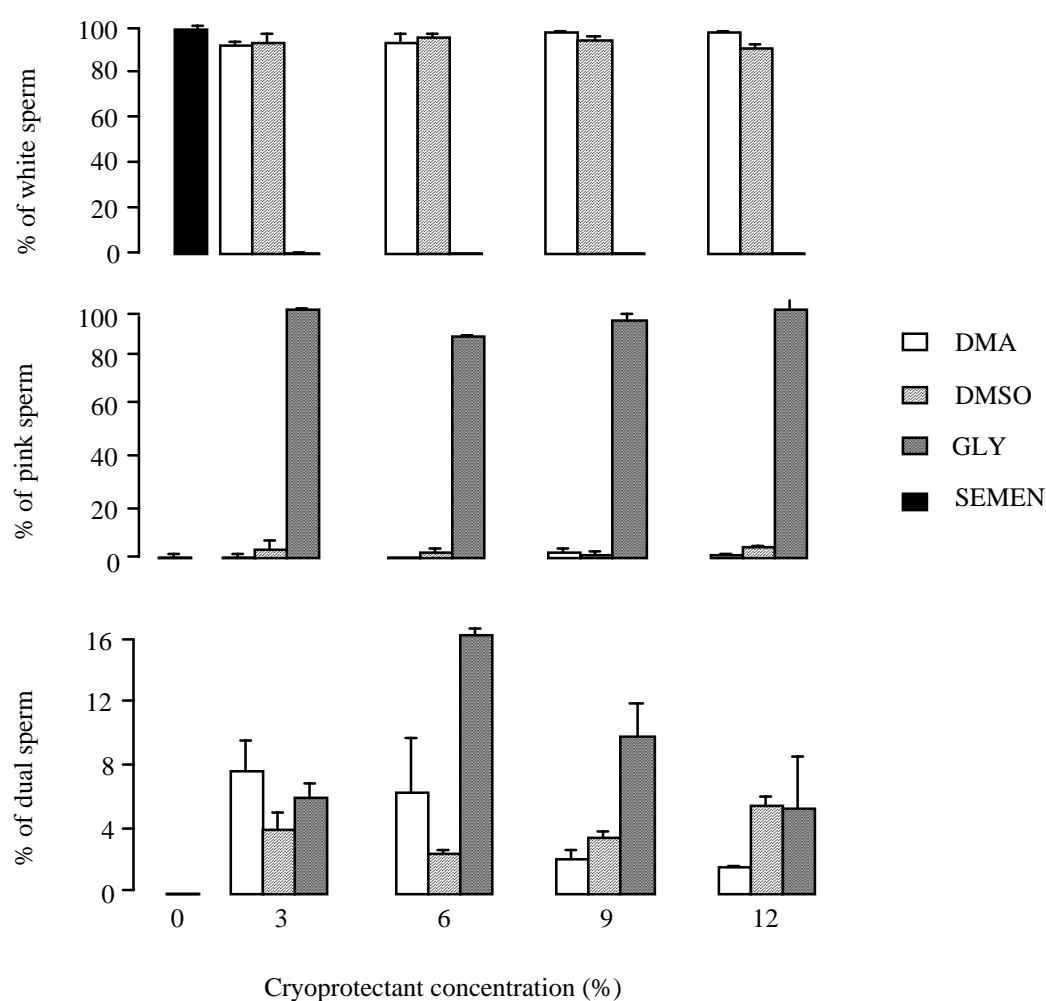 % of white sperm
100
80
60
40
20
0
% of pink sperm
100
80
60
40
20
0
DMA
DMSO
GLY
SEMEN
% of dual sperm
16
12
8
4
0
0 3 6 9 12
Cryoprotectant concentration (%)